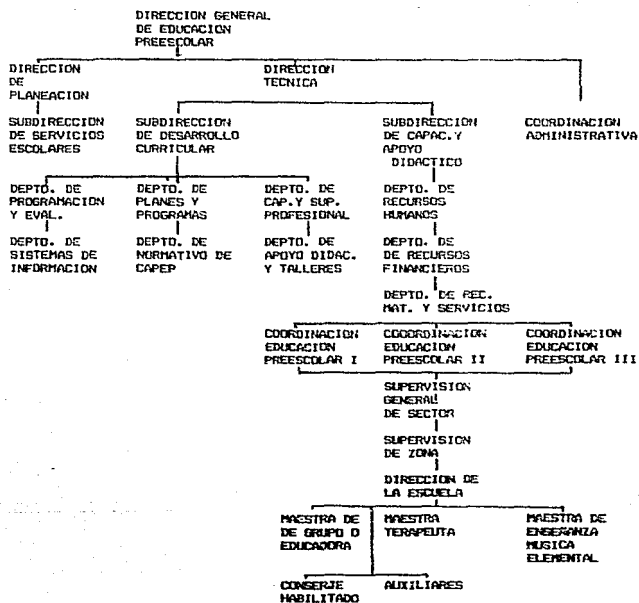 DIRECCION GENERAL
DE EDUCACION
PREESCOLAR
DIRECCION
DE
PLANEACION
DIRECCION
TECNICA
SUBDIRECCION
DE SERVICIOS
ESCOLARES
SUBDIRECCION
DE DESARROLLO
CURRICULAR
SUBDIRECCION
DE CAPAC. Y
APOYO
DIDACTICO
COORDINACION
ADMINISTRATIVA
DEPTO. DE
PROGRAMACION
Y EVAL.
DEPTO. DE
PLANES Y
PROGRAMAS
DEPTO. DE
CAP. Y SUP.
PROFESIONAL
DEPTO. DE
RECURSOS
HUMANOS
DEPTO. DE
SISTEMAS DE
INFORMACION
DEPTO. DE
NORMATIVO DE
CAPEP
DEPTO. DE
APOYO DIDAC.
Y TALLERES
DEPTO. DE
DE RECURSOS
FINANCIEROS
DEPTO. DE REC.
MAT. Y SERVICIOS
COORDINACION
EDUCACION
PREESCOLAR I
COORDINACION
EDUCACION
PREESCOLAR II
COORDINACION
EDUCACION
PREESCOLAR III
SUPERVISION
GENERAL
DE SECTOR
SUPERVISION
DE ZONA
DIRECCION DE
LA ESCUELA
MAESTRA DE
DE GRUPO O
EDUCADORA
MAESTRA
TERAPEUTA
MAESTRA DE
ENSEÑANZA
MUSICA
ELEMENTAL
CONSERJE
HABILITADO
AUXILIARES